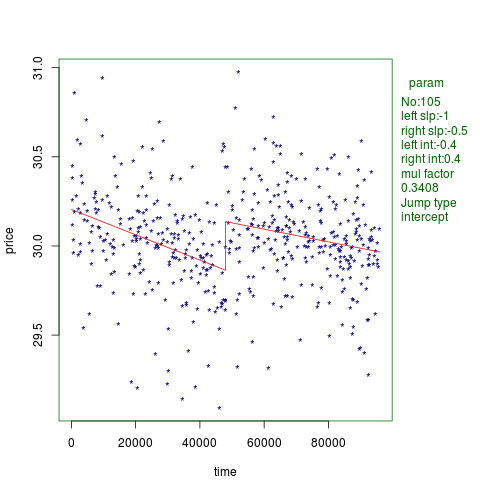 31.0
30.5
30.0
29.5
price
0
20000
40000
60000
80000
time
param
No:105
left slp:-1
right slp:-0.5
left int:-0.4
right int:0.4
mul factor
0.3408
Jump type
intercept